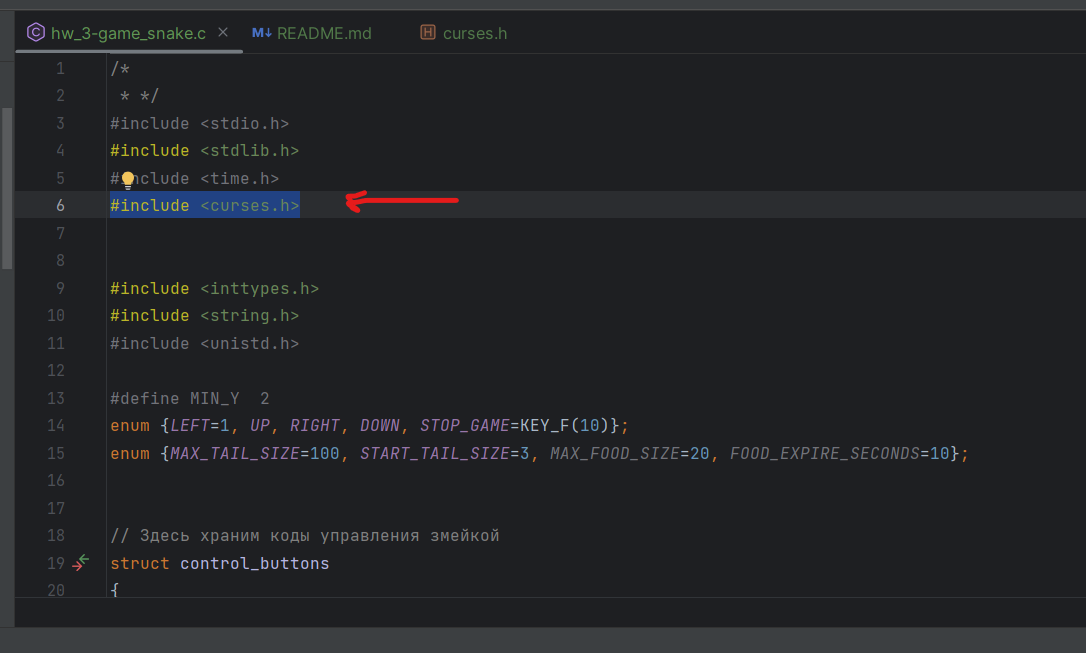 hw_3-game_snake.c × M↓ README.md H curses.h
1 /*
2 * */
3 #include <stdio.h>
4 #include <stdlib.h>
5 #include <time.h>
6 #include <curses.h>
7
8
9 #include <inttypes.h>
10 #include <string.h>
11 #include <unistd.h>
12
13 #define MIN_Y  2
14 enum {LEFT=1, UP, RIGHT, DOWN, STOP_GAME=KEY_F(10)};
15 enum {MAX_TAIL_SIZE=100, START_TAIL_SIZE=3, MAX_FOOD_SIZE=20, FOOD_EXPIRE_SECONDS=10};
16
17
18 // Здесь храним коды управления змейкой
19 struct control_buttons
20 {